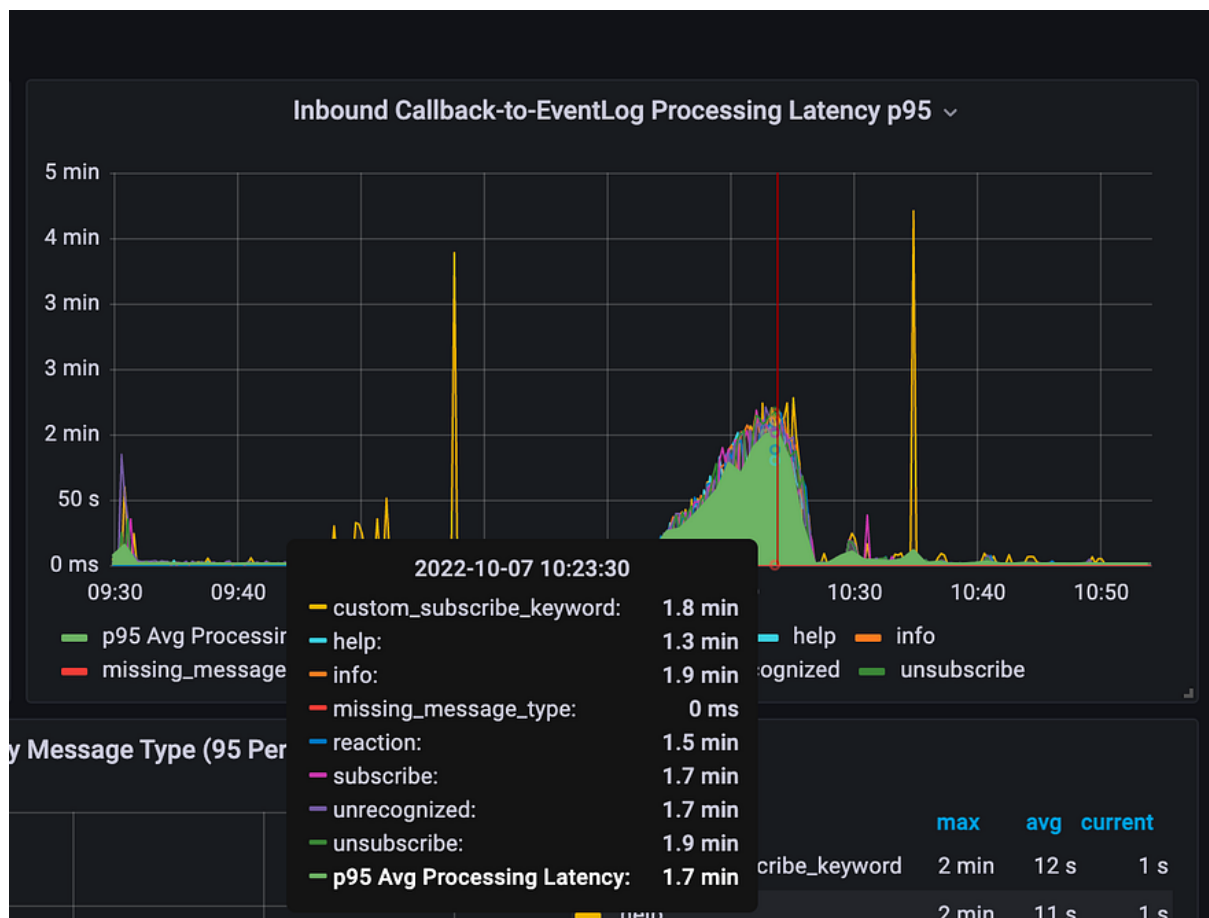 Inbound Callback-to-EventLog Processing Latency p95
5 min
4 min
3 min
3 min
2 min
50 s
0 ms
09:30 09:40 10:30 10:40 10:50
p95 Avg Processin help info
missing_message ognized unsubscribe
2022-10-07 10:23:30
custom_subscribe_keyword: 1.8 min
help: 1.3 min
info: 1.9 min
missing_message_type: 0 ms
reaction: 1.5 min
subscribe: 1.7 min
unrecognized: 1.7 min
unsubscribe: 1.9 min
p95 Avg Processing Latency: 1.7 min
y Message Type (95 Per
max avg current
cribe_keyword 2 min 12 s 1 s
help 2 min 11 s 1 s